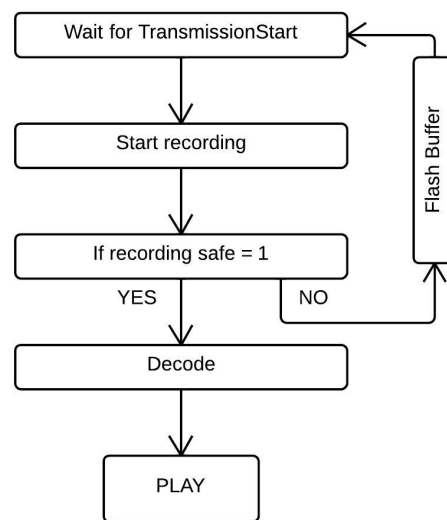 Wait for TransmissionStart
Start recording
Flash Buffer
If recording safe = 1
YES
NO
Decode
PLAY